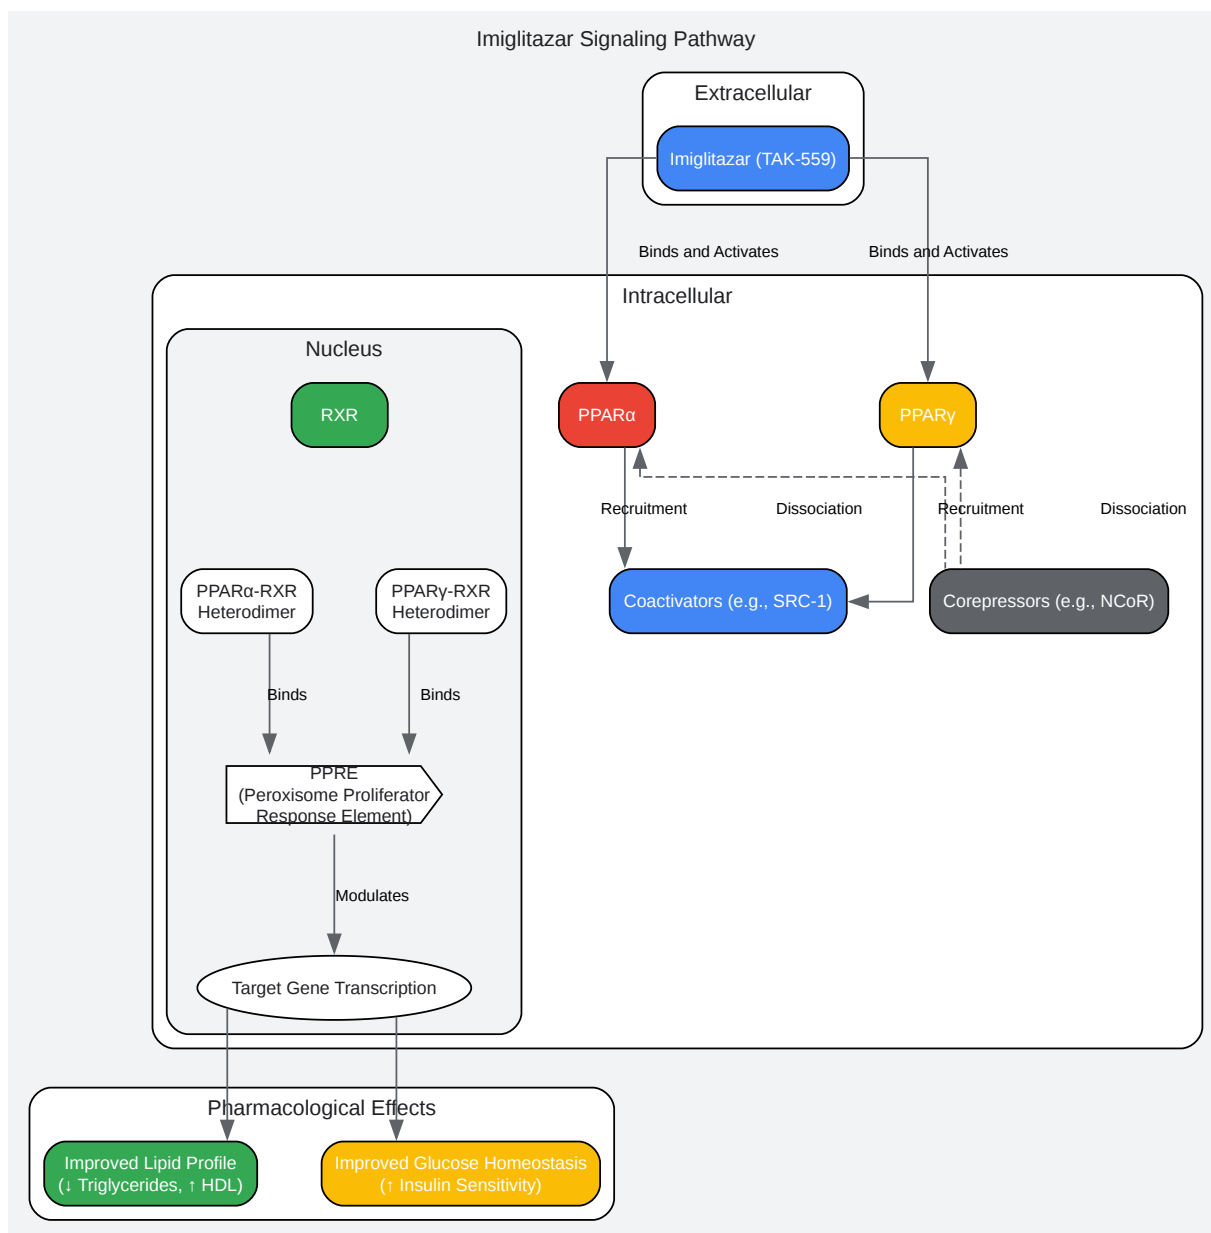 Imiglitazar Signaling Pathway
Extracellular
Imiglitazar (TAK-559)
Binds and Activates
Binds and Activates
Intracellular
Nucleus
RXR
PPARα
PPARγ
Recruitment
Dissociation
Recruitment
Dissociation
PPARα-RXR
Heterodimer
PPARγ-RXR
Heterodimer
Coactivators (e.g., SRC-1)
Corepressors (e.g., NCoR)
Binds
Binds
PPRE
(Peroxisome Proliferator
Response Element)
Modulates
Target Gene Transcription
Pharmacological Effects
Improved Lipid Profile
(↓ Triglycerides, ↑ HDL)
Improved Glucose Homeostasis
(↑ Insulin Sensitivity)